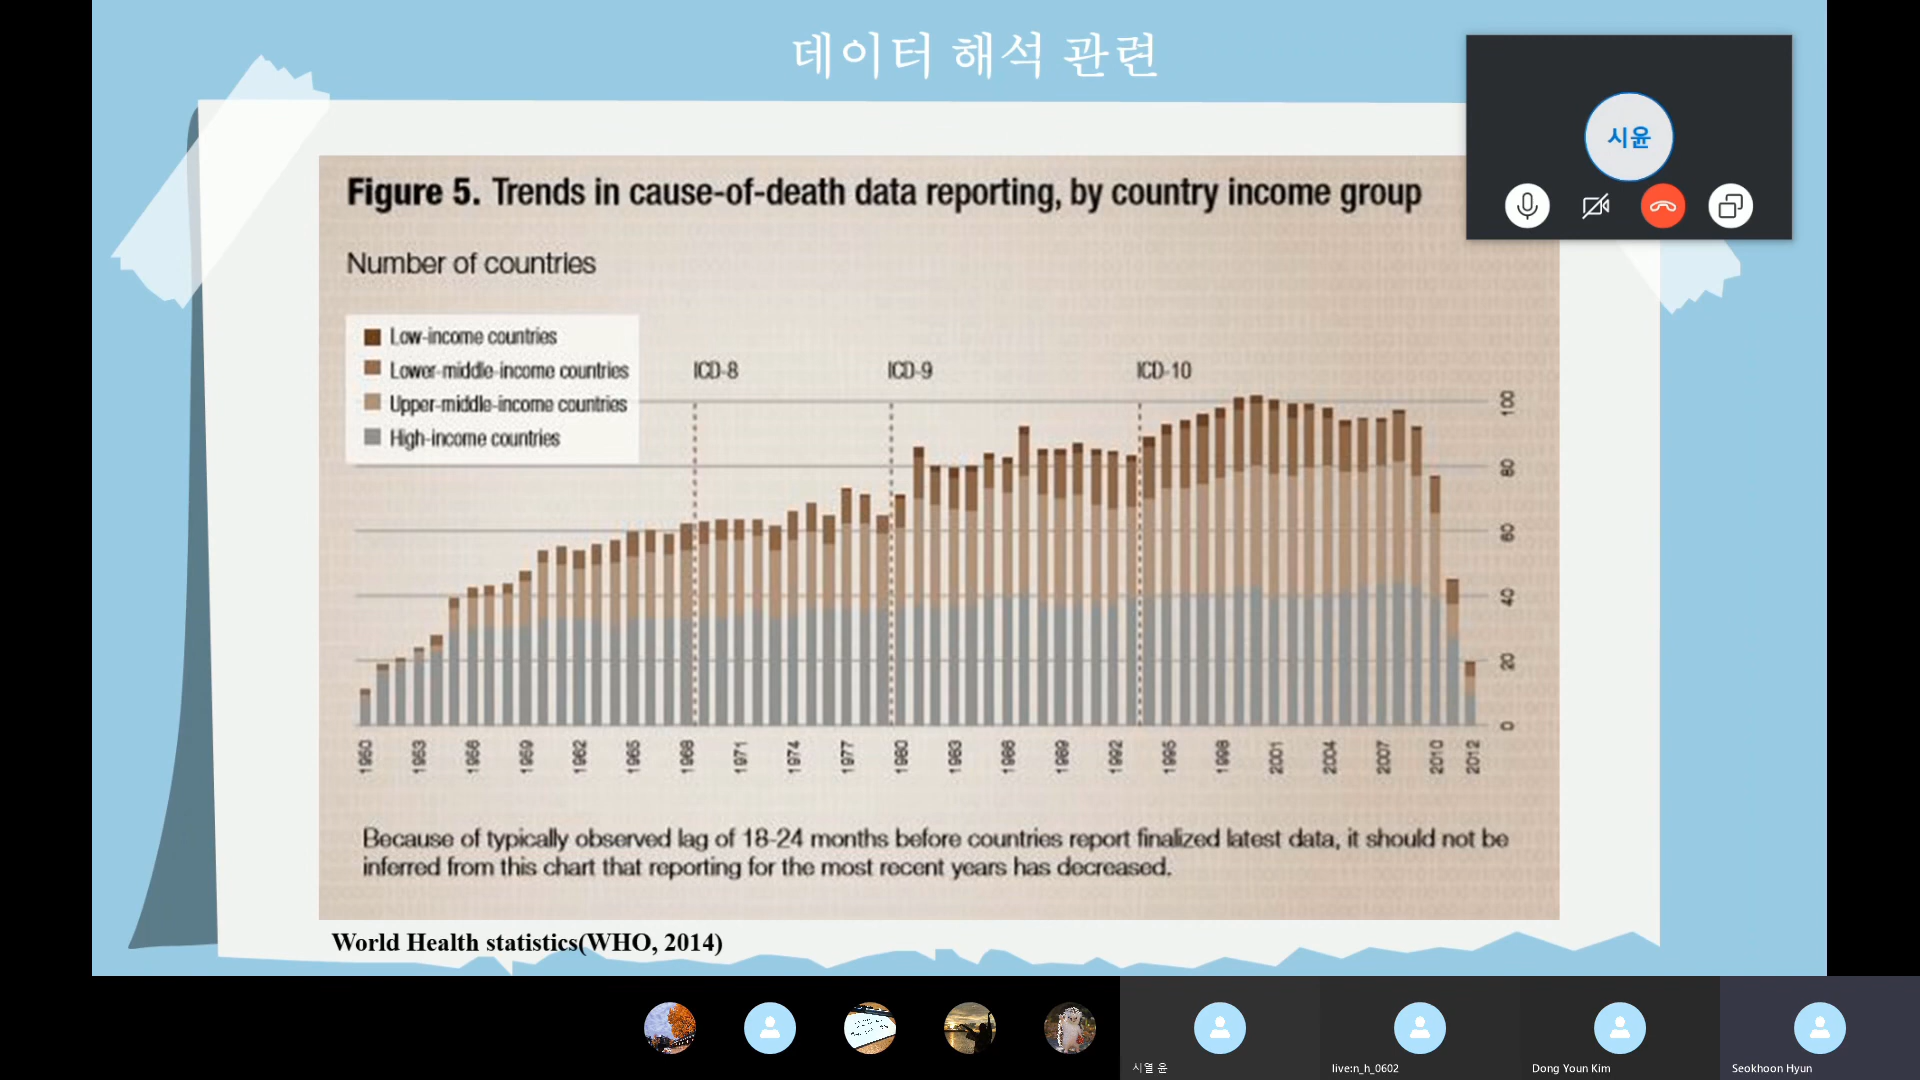 데이터 해석 관련
시윤
Figure 5. Trends in cause-of-death data reporting, by country income group
Number of countries
Low-income countries
Lower-middle-income countries
Upper-middle-income countries
High-income countries
ICD-8
ICD-9
ICD-10
100
80
60
40
20
0
1950
1953
1956
1959
1962
1965
1968
1971
1974
1977
1980
1983
1986
1989
1992
1995
1998
2001
2004
2007
2010
2012
Because of typically observed lag of 18-24 months before countries report finalized latest data, it should not be
inferred from this chart that reporting for the most recent years has decreased.
World Health statistics(WHO, 2014)
시열 윤
live:n_h_0602
Dong Youn Kim
Seokhoon Hyun